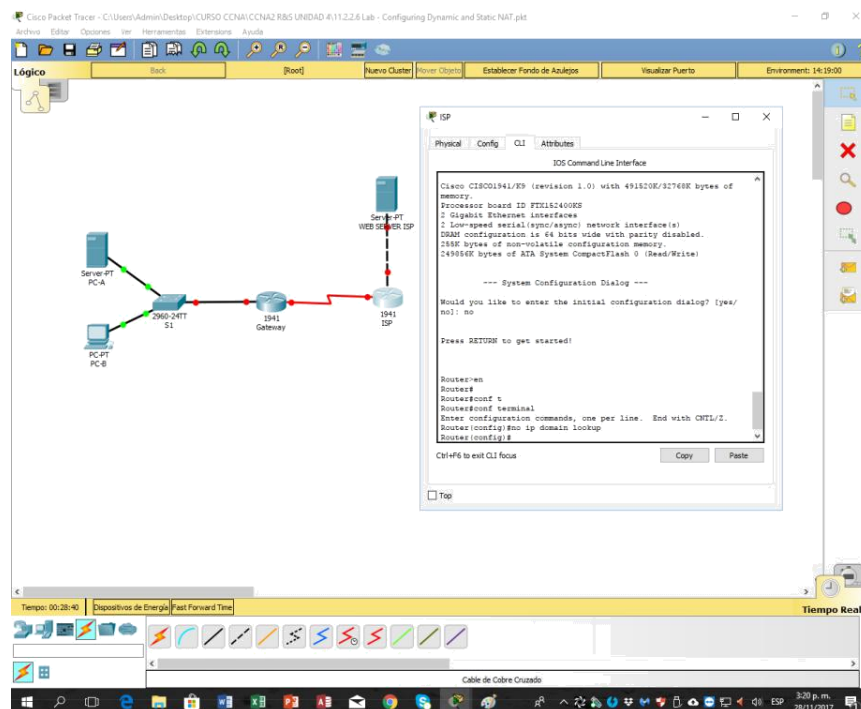 Cisco Packet Tracer - C:\Users\Admin\Desktop\CURSO CCNA\CCNA2 R&S UNIDAD 4\11.2.2.6 Lab - Configuring Dynamic and Static NAT.pkt
Archivo Editar Opciones Ver Herramientas Extensions Ayuda
Lógico Back [Root] Nuevo Cluster Mover Objeto Establecer Fondo de Azulejos Visualizar Puerto Environment: 14:19:00
ISP
Physical Config CLI Attributes
IOS Command Line Interface
Cisco CISCO1941/K9 (revision 1.0) with 491520K/32768K bytes of
memory.
Processor board ID FTX152400KS
2 Gigabit Ethernet interfaces
2 Low-speed serial(sync/async) network interface(s)
DRAM configuration is 64 bits wide with parity disabled.
255K bytes of non-volatile configuration memory.
249856K bytes of ATA System CompactFlash 0 (Read/Write)
--- System Configuration Dialog ---
Would you like to enter the initial configuration dialog? [yes/
no]: no
Press RETURN to get started!
Router>en
Router#
Router#conf t
Router#conf terminal
Enter configuration commands, one per line. End with CNTL/Z.
Router(config)#no ip domain lookup
Router(config)#
Ctrl+F6 to exit CLI focus
Copy Paste
Top
Server-PT
WEB SERVER ISP
Server-PT
PC-A
2960-24TT
S1
1941
Gateway
1941
ISP
PC-PT
PC-B
Tiempo: 00:28:40 Dispositivos de Energía Fast Forward Time
Tiempo Real
Cable de Cobre Cruzado
ESP
3:20 p. m.
28/11/2017